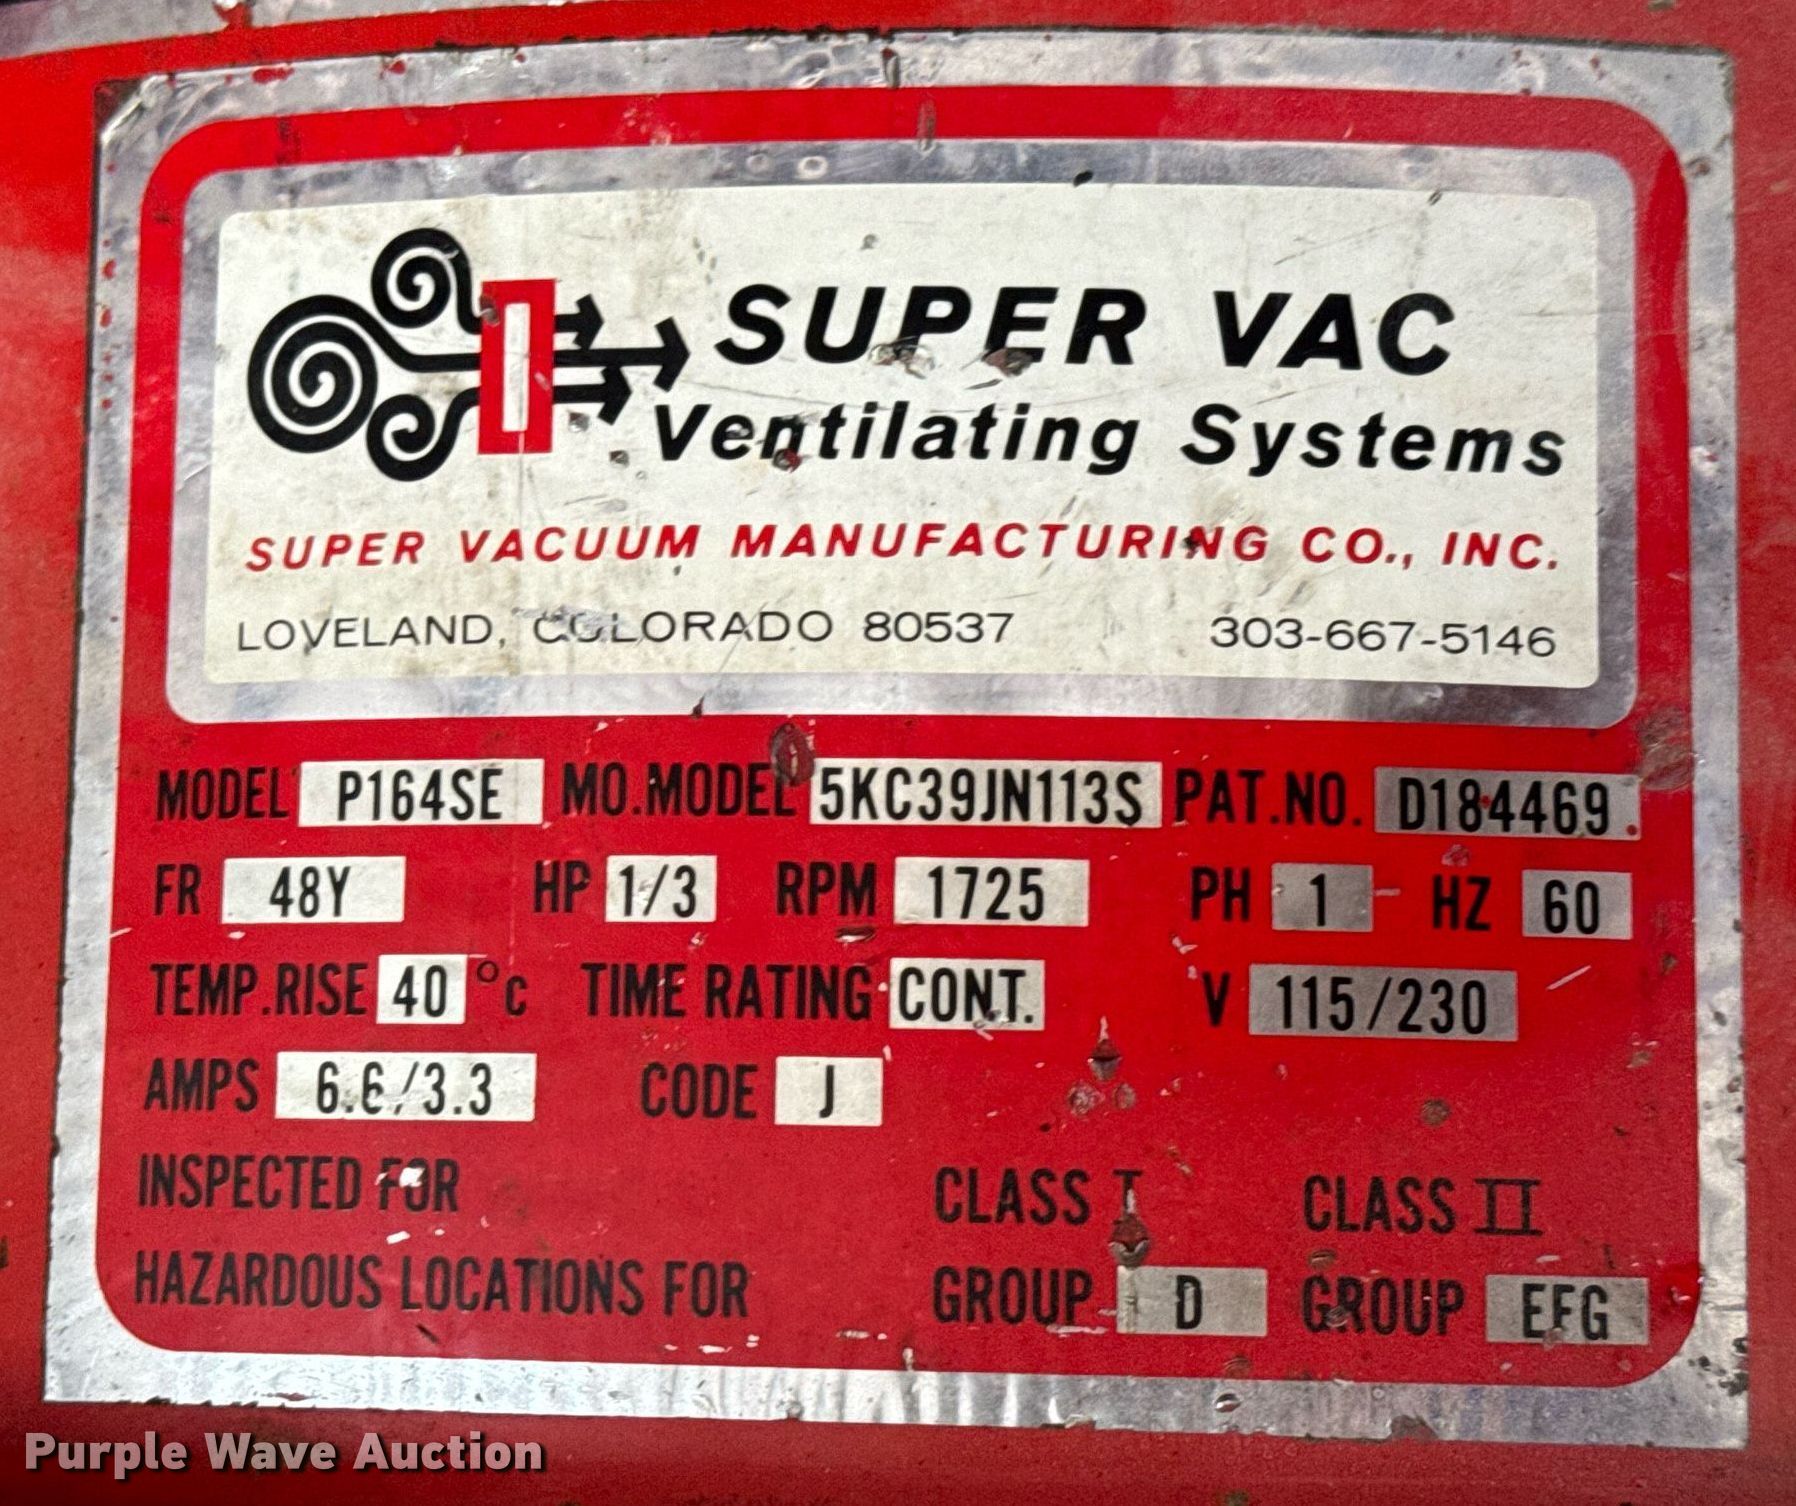 SUPER VAC
Ventilating Systems
SUPER VACUUM MANUFACTURING CO., INC.
LOVELAND, COLORADO 80537 303-667-5146
MODEL P164SE MO.MODEL 5KC39JN113S PAT.NO. D184469
FR 48Y HP 1/3 RPM 1725 PH 1 HZ 60
TEMP.RISE 40 °C TIME RATING CONT. V 115/230
AMPS 6.6/3.3 CODE J
INSPECTED FOR CLASS I CLASS II
HAZARDOUS LOCATIONS FOR GROUP D GROUP EFG
Purple Wave Auction